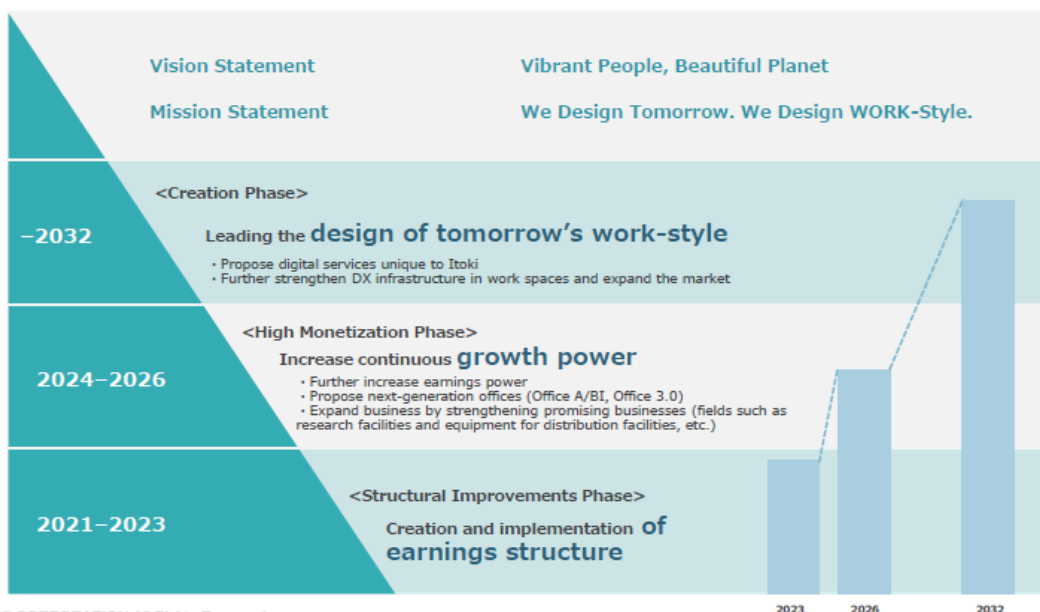 Vision Statement Vibrant People, Beautiful Planet
Mission Statement We Design Tomorrow. We Design WORK-Style.
<Creation Phase>
–2032
Leading the design of tomorrow's work-style
・Propose digital services unique to Itoki
・Further strengthen DX infrastructure in work spaces and expand the market
<High Monetization Phase>
Increase continuous growth power
2024–2026
・Further increase earnings power
・Propose next-generation offices (Office A/BI, Office 3.0)
・Expand business by strengthening promising businesses (fields such as
research facilities and equipment for distribution facilities, etc.)
<Structural Improvements Phase>
2021–2023
Creation and implementation of
earnings structure
2023 2026 2032